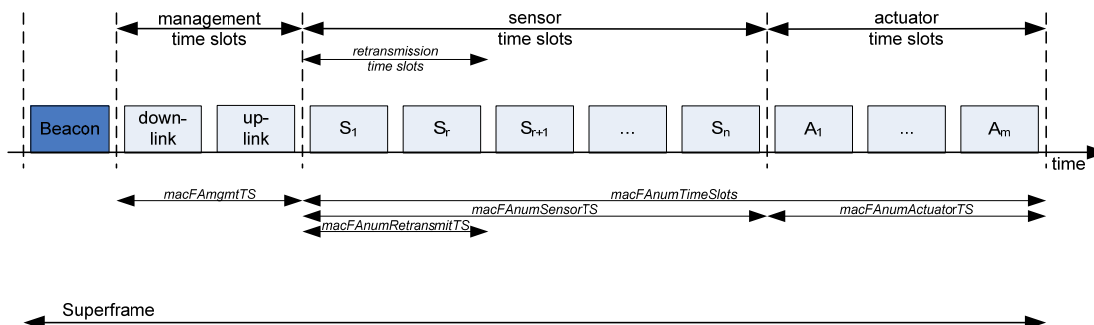 management
time slots
sensor
time slots
actuator
time slots
retransmission
time slots
Beacon
down-
link
up-
link
S1
Sr
Sr+1
...
Sn
A1
...
Am
time
macFAmgmtTS
macFAnumTimeSlots
macFAnumSensorTS
macFAnumActuatorTS
macFAnumRetransmitTS
Superframe